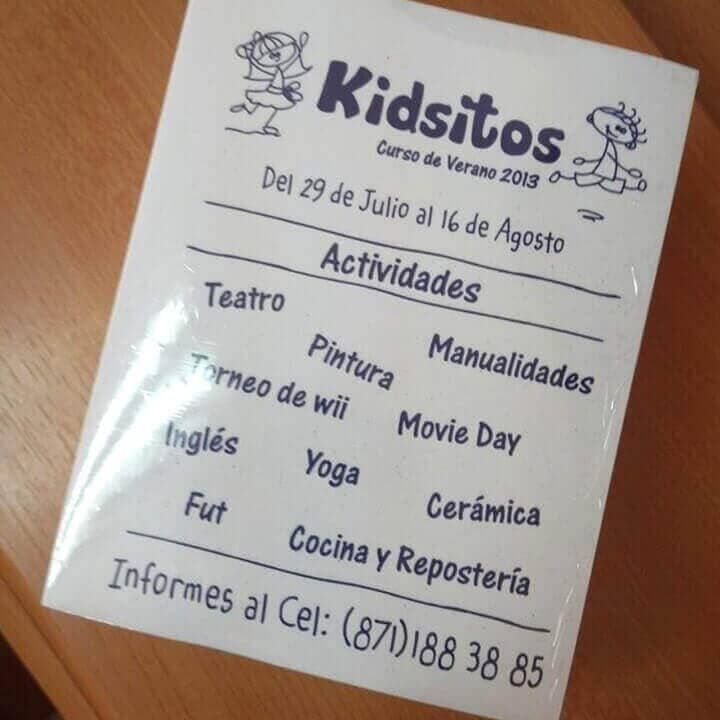 Kidsitos
Curso de Verano 2013
Del 29 de Julio al 16 de Agosto
Actividades
Teatro
Pintura
Manualidades
Torneo de wii
Movie Day
Inglés
Yoga
Cerámica
Fut
Cocina y Repostería
Informes al Cel: (871)188 38 85